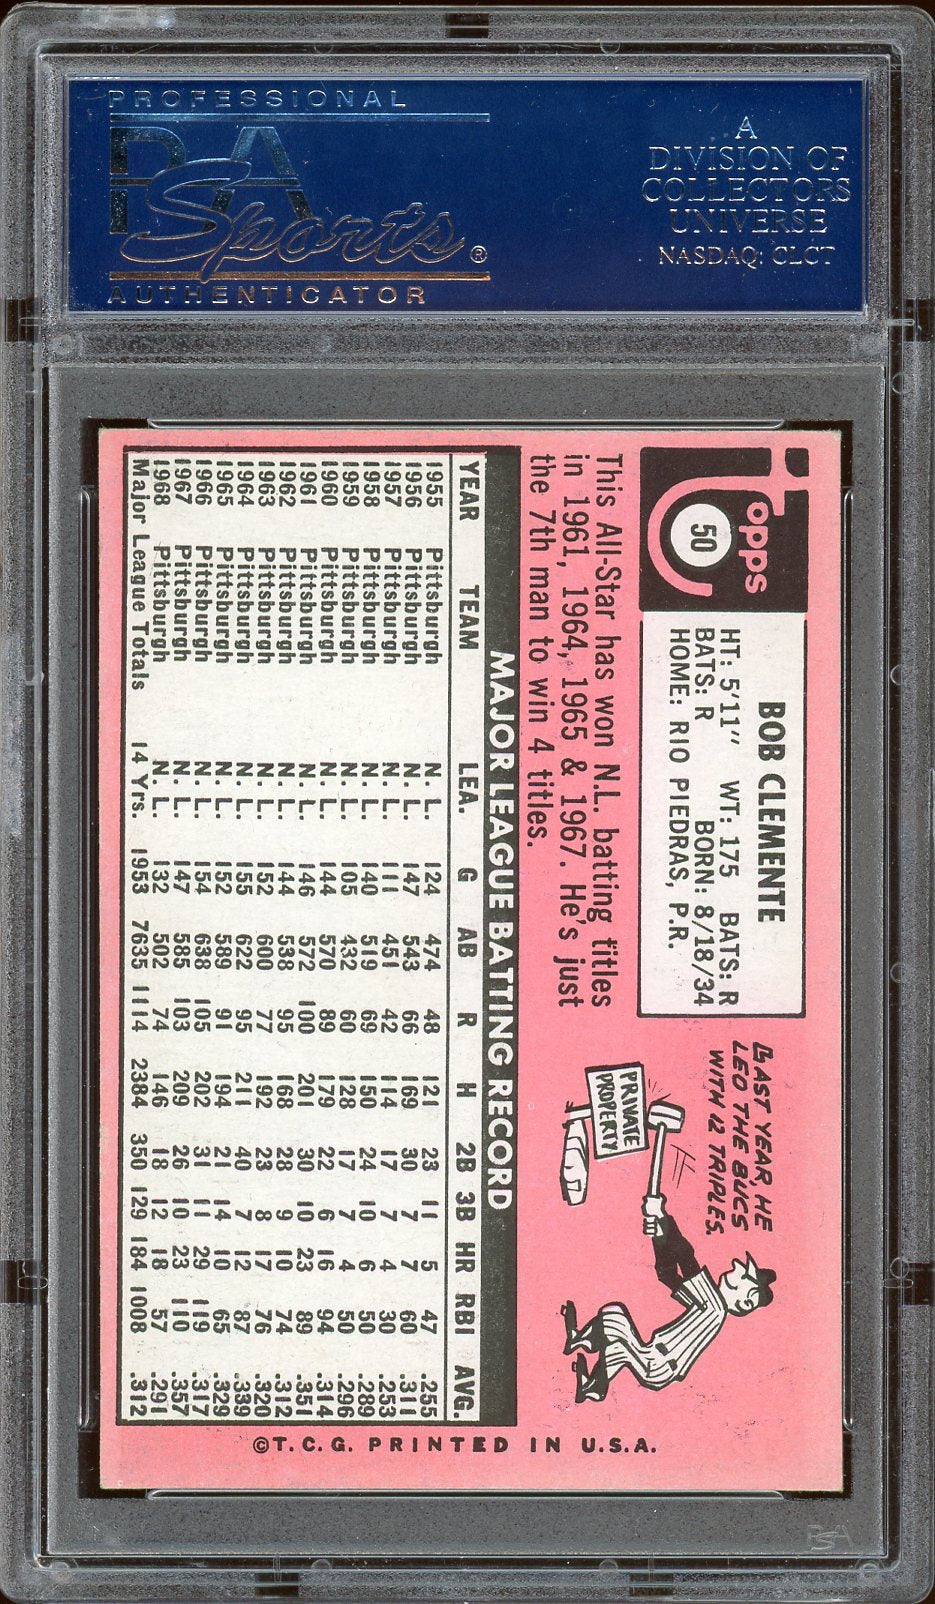 PROFESSIONAL
PSA
Sports®
AUTHENTICATOR
A
DIVISION OF
COLLECTORS
UNIVERSE
NASDAQ: CLCT
Topps
50
BOB CLEMENTE
HT: 5'11" WT: 175 BATS: R
BATS: R BORN: 8/18/34
HOME: RIO PIEDRAS, P.R.
LAST YEAR, HE
LED THE BUCS
WITH 12 TRIPLES.
PRIVATE
PROPERTY
This All-Star has won N.L. batting titles
in 1961, 1964, 1965 & 1967. He's just
the 7th man to win 4 titles.
MAJOR LEAGUE BATTING RECORD
YEAR TEAM LEA. G AB R H 2B 3B HR RBI AVG.
1955 Pittsburgh N. L. 124 474 48 121 23 11 5 47 .255
1956 Pittsburgh N. L. 147 543 66 169 30 7 7 60 .311
1957 Pittsburgh N. L. 111 451 42 114 17 7 4 30 .253
1958 Pittsburgh N. L. 140 519 69 150 24 10 6 50 .289
1959 Pittsburgh N. L. 105 432 60 128 17 7 4 50 .296
1960 Pittsburgh N. L. 144 570 89 179 22 6 16 94 .314
1961 Pittsburgh N. L. 146 572 100 201 30 10 23 89 .351
1962 Pittsburgh N. L. 144 538 95 168 28 9 10 74 .312
1963 Pittsburgh N. L. 152 600 77 192 23 8 17 76 .320
1964 Pittsburgh N. L. 155 622 95 211 40 7 12 87 .339
1965 Pittsburgh N. L. 152 589 91 194 21 14 10 65 .329
1966 Pittsburgh N. L. 154 638 105 202 31 11 29 119 .317
1967 Pittsburgh N. L. 147 585 103 209 26 10 23 110 .357
1968 Pittsburgh N. L. 132 502 74 146 18 12 18 57 .291
Major League Totals 14 Yrs. 1953 7635 1114 2384 350 129 184 1008 .312
©T. C. G. PRINTED IN U.S.A.
PSA